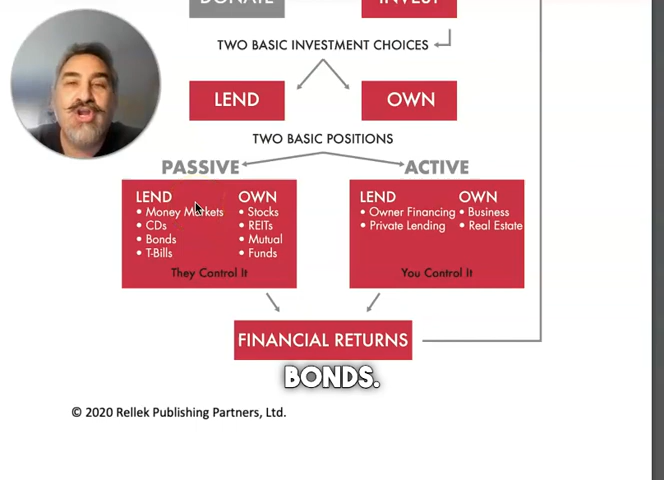 DONATE INVEST
TWO BASIC INVESTMENT CHOICES
LEND OWN
TWO BASIC POSITIONS
PASSIVE ACTIVE
LEND
• Money Markets
• CDs
• Bonds
• T-Bills
OWN
• Stocks
• REITs
• Mutual
• Funds
They Control It
LEND
• Owner Financing
• Private Lending
OWN
• Business
• Real Estate
You Control It
FINANCIAL RETURNS
BONDS.
© 2020 Rellek Publishing Partners, Ltd.